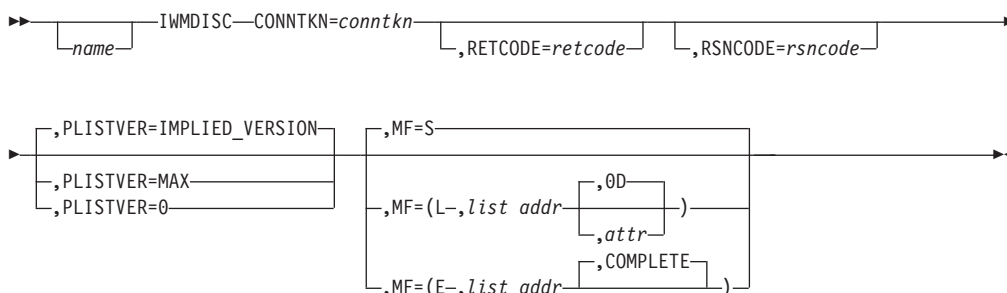 IWMDISC CONNTKN=conntkn
name ,RETCODE=retcode ,RSNCODE=rsncode
,PLISTVER=IMPLIED_VERSION ,MF=S
,PLISTVER=MAX ,0D
,PLISTVER=0 ,MF=(L ,list addr )
,attr
,COMPLETE
,MF=(E ,list addr )